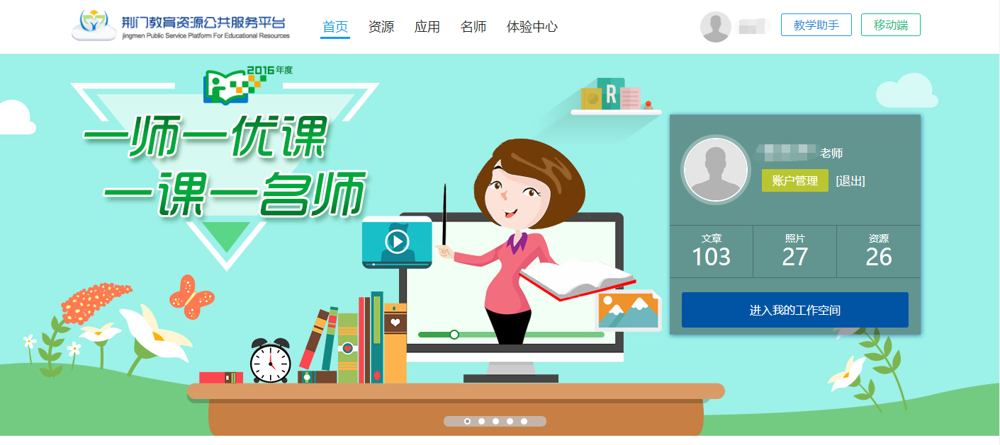 荆门教育资源公共服务平台
Jingmen Public Service Platform For Educational Resources
首页 资源 应用 名师 体验中心
教学助手 移动端
2016年度
一师一优课
一课一名师
R
老师
账户管理 [退出]
文章 照片 资源
103 27 26
进入我的工作空间